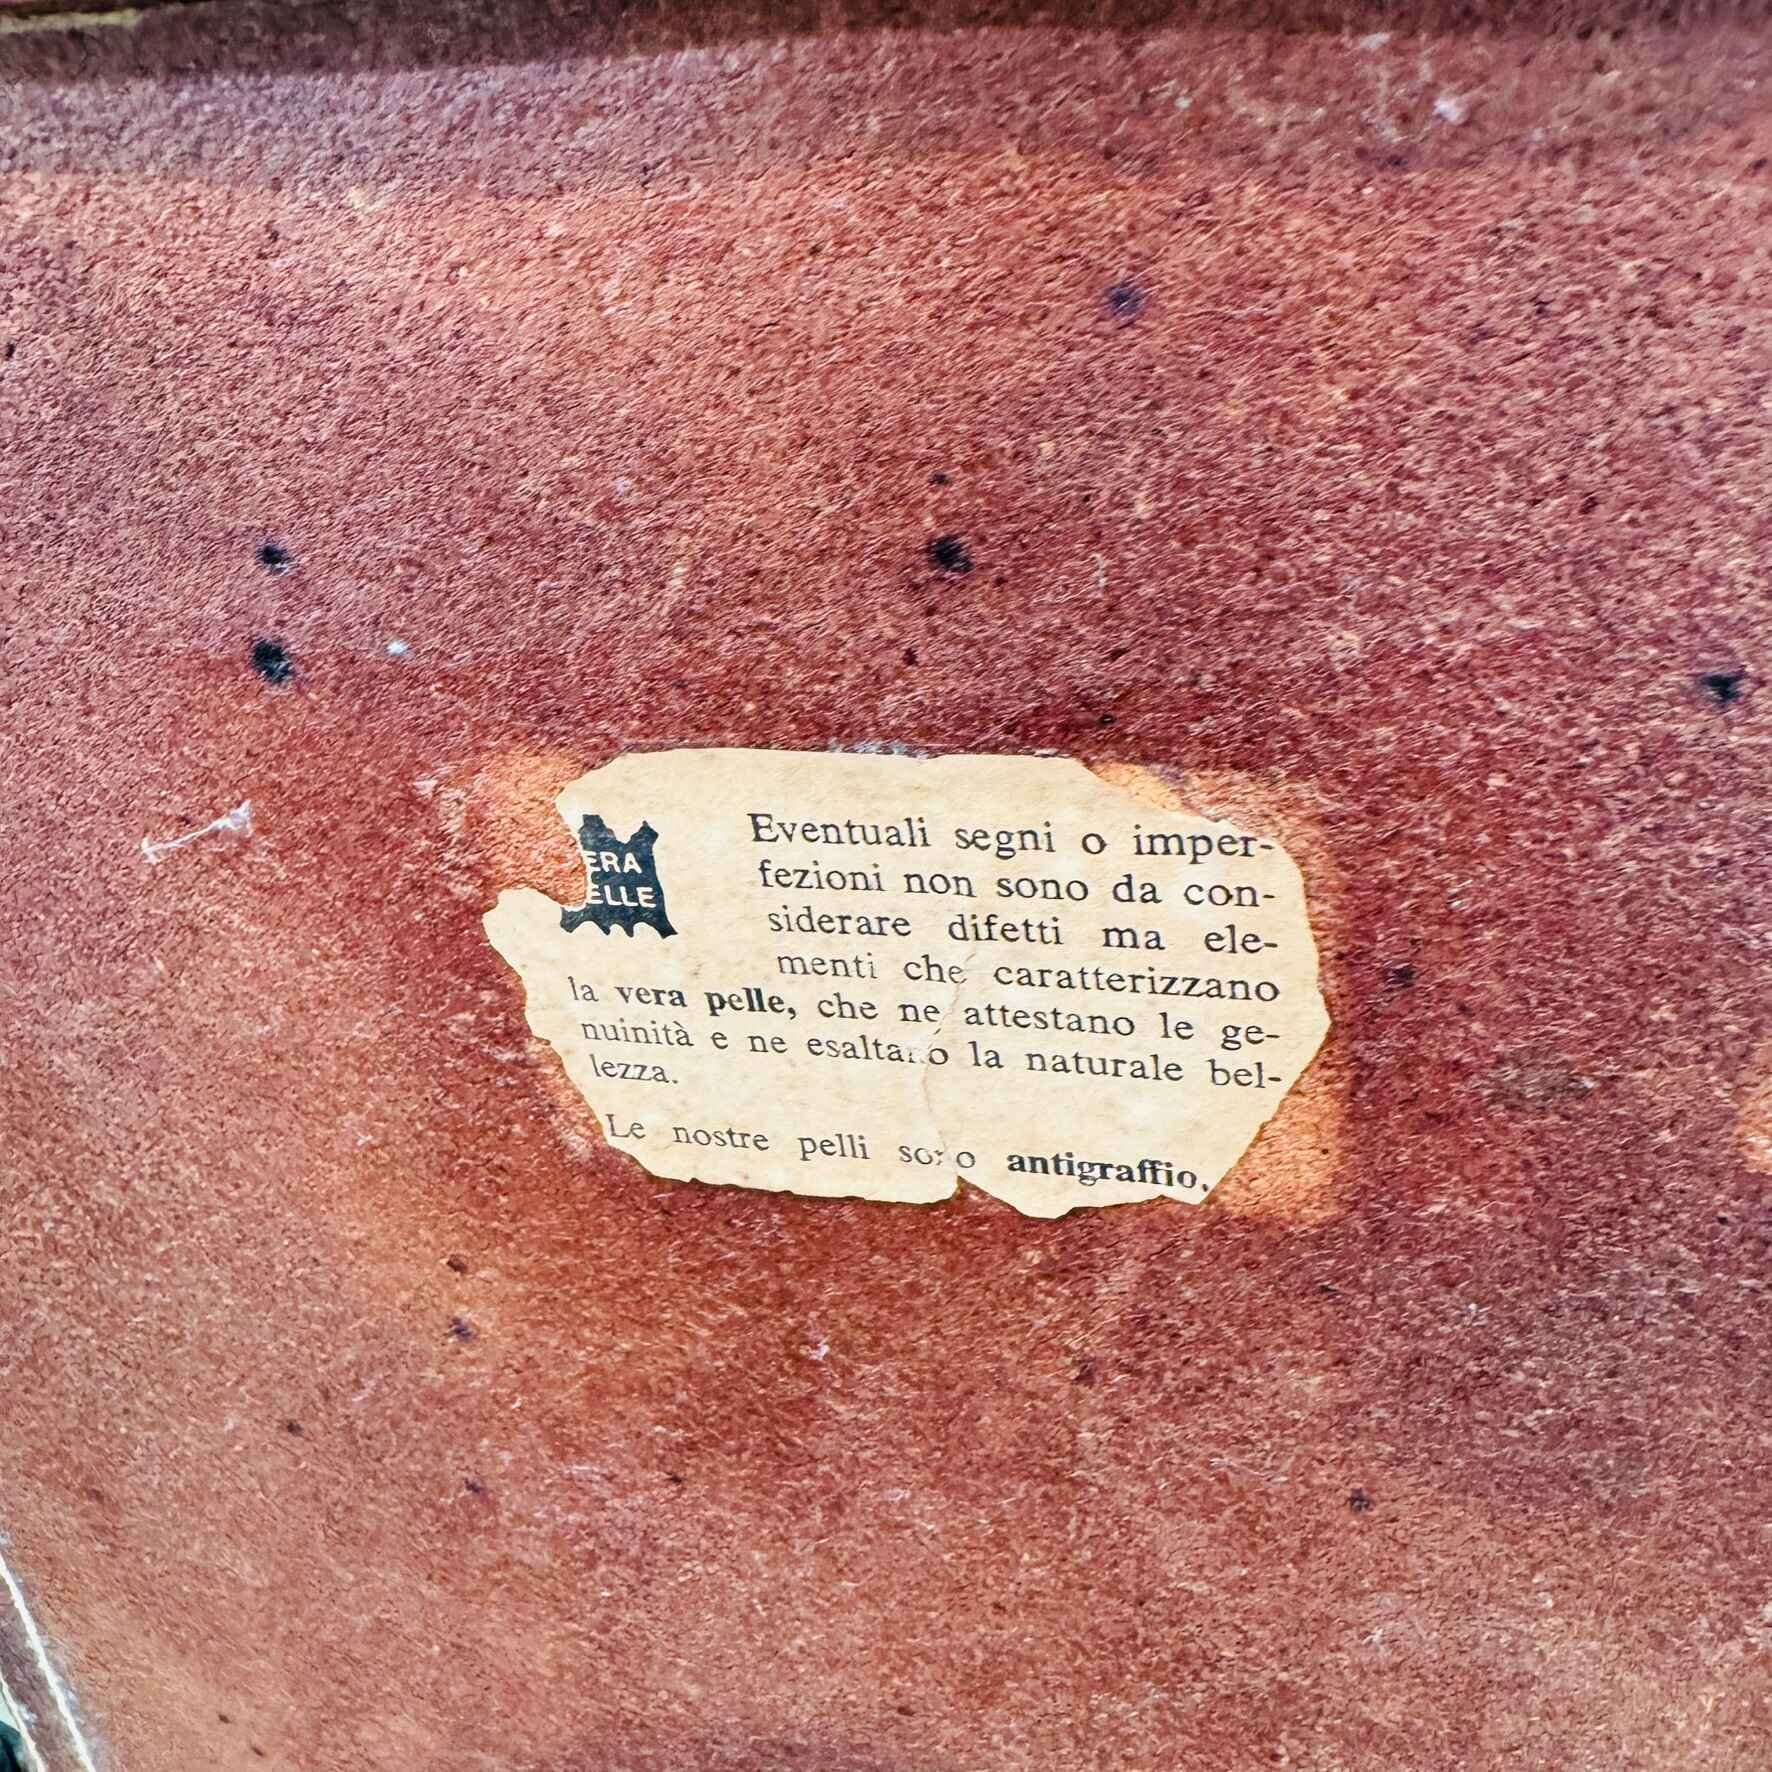 ERA
ELLE
Eventuali segni o imper-
fezioni non sono da con-
siderare difetti ma ele-
menti che caratterizzano
la vera pelle, che ne attestano le ge-
nuinità e ne esaltano la naturale bel-
lezza.
Le nostre pelli sono antigraffio.